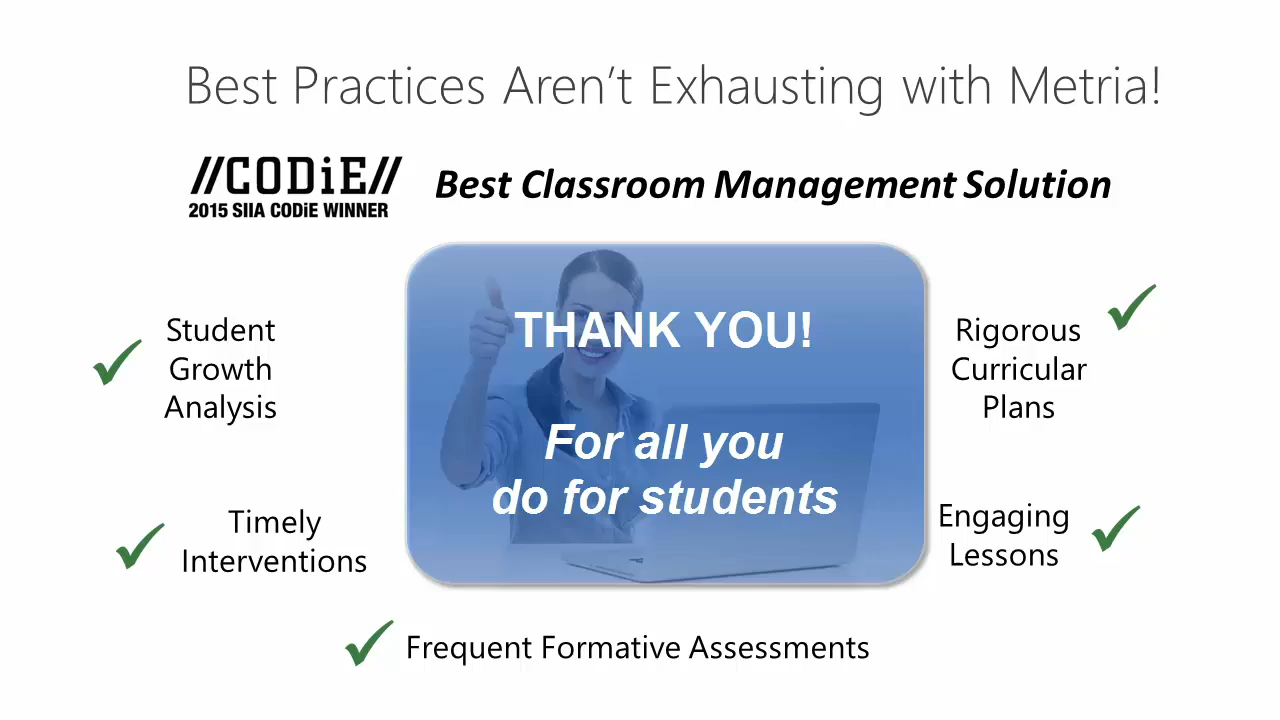 Best Practices Aren’t Exhausting with Metria!
//CODiE//
2015 SIIA CODiE WINNER
Best Classroom Management Solution
Student
Growth
Analysis
THANK YOU!
For all you
do for students
Rigorous
Curricular
Plans
Timely
Interventions
Engaging
Lessons
Frequent Formative Assessments